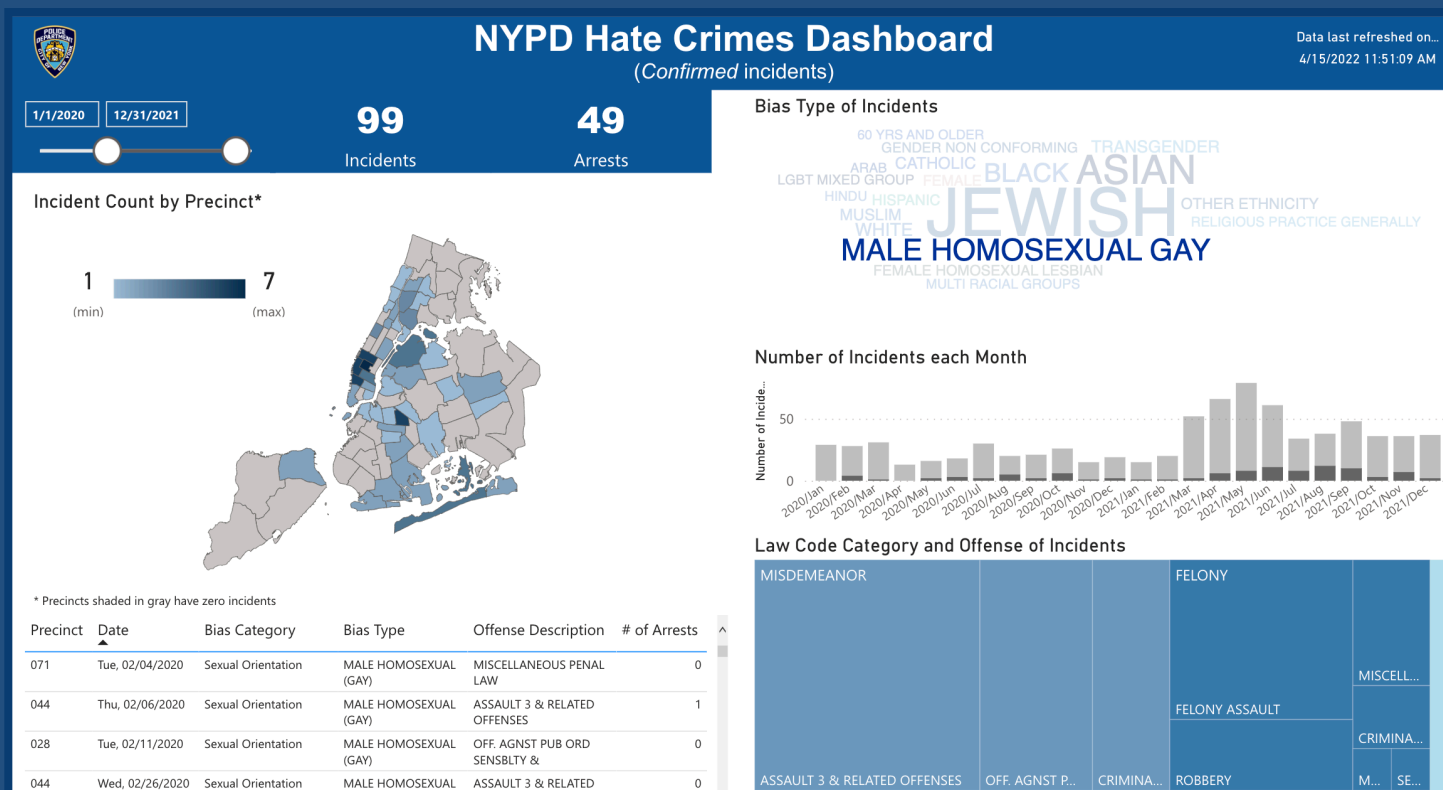 POLICE
DEPARTMENT
NYPD Hate Crimes Dashboard
(Confirmed incidents)
Data last refreshed on...
4/15/2022 11:51:09 AM
1/1/2020
12/31/2021
99
Incidents
49
Arrests
Incident Count by Precinct*
1
(min)
7
(max)
* Precincts shaded in gray have zero incidents
Precinct Date Bias Category Bias Type Offense Description # of Arrests
071 Tue, 02/04/2020 Sexual Orientation MALE HOMOSEXUAL MISCELLANEOUS PENAL 0
(GAY) LAW
044 Thu, 02/06/2020 Sexual Orientation MALE HOMOSEXUAL ASSAULT 3 & RELATED 1
(GAY) OFFENSES
028 Tue, 02/11/2020 Sexual Orientation MALE HOMOSEXUAL OFF. AGNST PUB ORD 0
(GAY) SENSBLTY &
044 Wed, 02/26/2020 Sexual Orientation MALE HOMOSEXUAL ASSAULT 3 & RELATED 0
Bias Type of Incidents
60 YRS AND OLDER
GENDER NON CONFORMING TRANSGENDER
ARAB CATHOLIC BLACK ASIAN
LGBT MIXED GROUP FEMALE
HINDU HISPANIC JEWISH OTHER ETHNICITY
MUSLIM RELIGIOUS PRACTICE GENERALLY
WHITE
MALE HOMOSEXUAL GAY
FEMALE HOMOSEXUAL LESBIAN
MULTI RACIAL GROUPS
Number of Incidents each Month
Number of Incide...
50
0
2020/Jan 2020/Feb 2020/Mar 2020/Apr 2020/May 2020/Jun 2020/Jul 2020/Aug 2020/Sep 2020/Oct 2020/Nov 2020/Dec 2021/Jan 2021/Feb 2021/Mar 2021/Apr 2021/May 2021/Jun 2021/Jul 2021/Aug 2021/Sep 2021/Oct 2021/Nov 2021/Dec
Law Code Category and Offense of Incidents
MISDEMEANOR
FELONY
MISCELL...
FELONY ASSAULT
CRIMINA...
ASSAULT 3 & RELATED OFFENSES OFF. AGNST P... CRIMINA... ROBBERY M... SE...